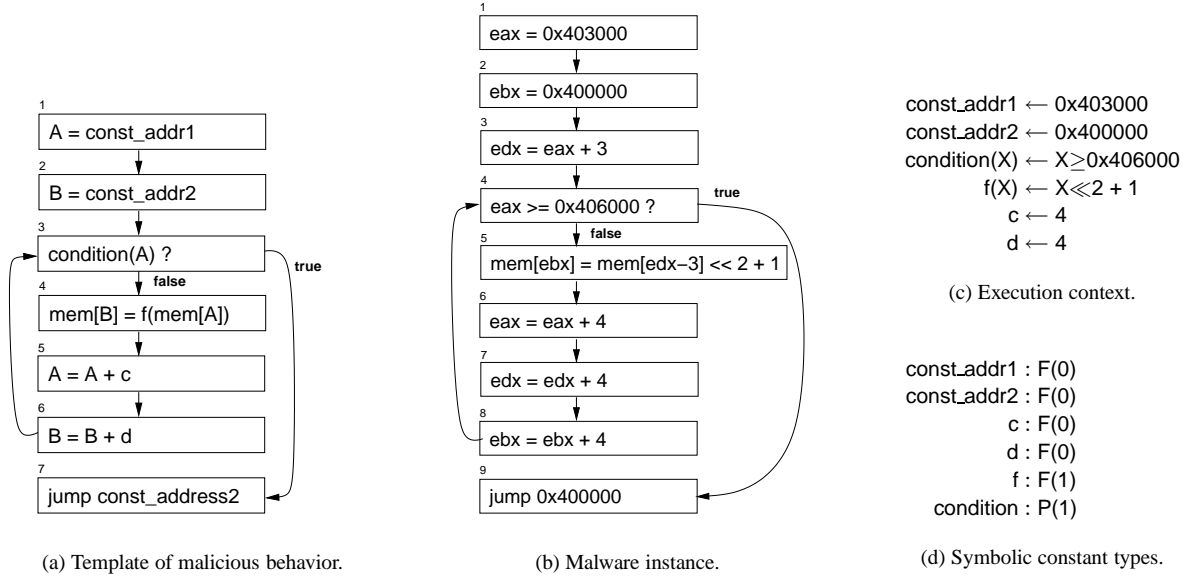 1
A = const_addr1
2
B = const_addr2
3
condition(A) ?
true
false
4
mem[B] = f(mem[A])
5
A = A + c
6
B = B + d
7
jump const_address2
(a) Template of malicious behavior.
1
eax = 0x403000
2
ebx = 0x400000
3
edx = eax + 3
4
eax >= 0x406000 ?
true
false
5
mem[ebx] = mem[edx−3] << 2 + 1
6
eax = eax + 4
7
edx = edx + 4
8
ebx = ebx + 4
9
jump 0x400000
(b) Malware instance.
const_addr1 ← 0x403000
const_addr2 ← 0x400000
condition(X) ← X≥0x406000
f(X) ← X≪2 + 1
c ← 4
d ← 4
(c) Execution context.
const_addr1 : F(0)
const_addr2 : F(0)
c : F(0)
d : F(0)
f : F(1)
condition : P(1)
(d) Symbolic constant types.